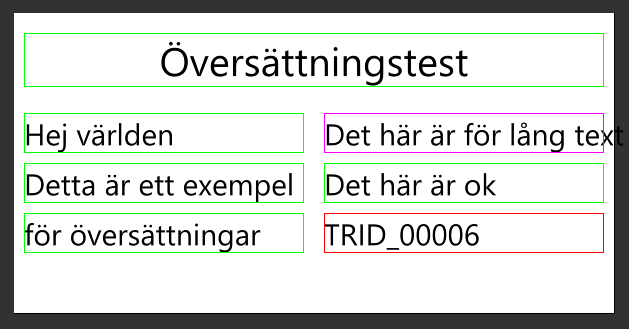 Översättningstest
Hej världen
Det här är för lång text
Detta är ett exempel
Det här är ok
för översättningar
TRID_00006